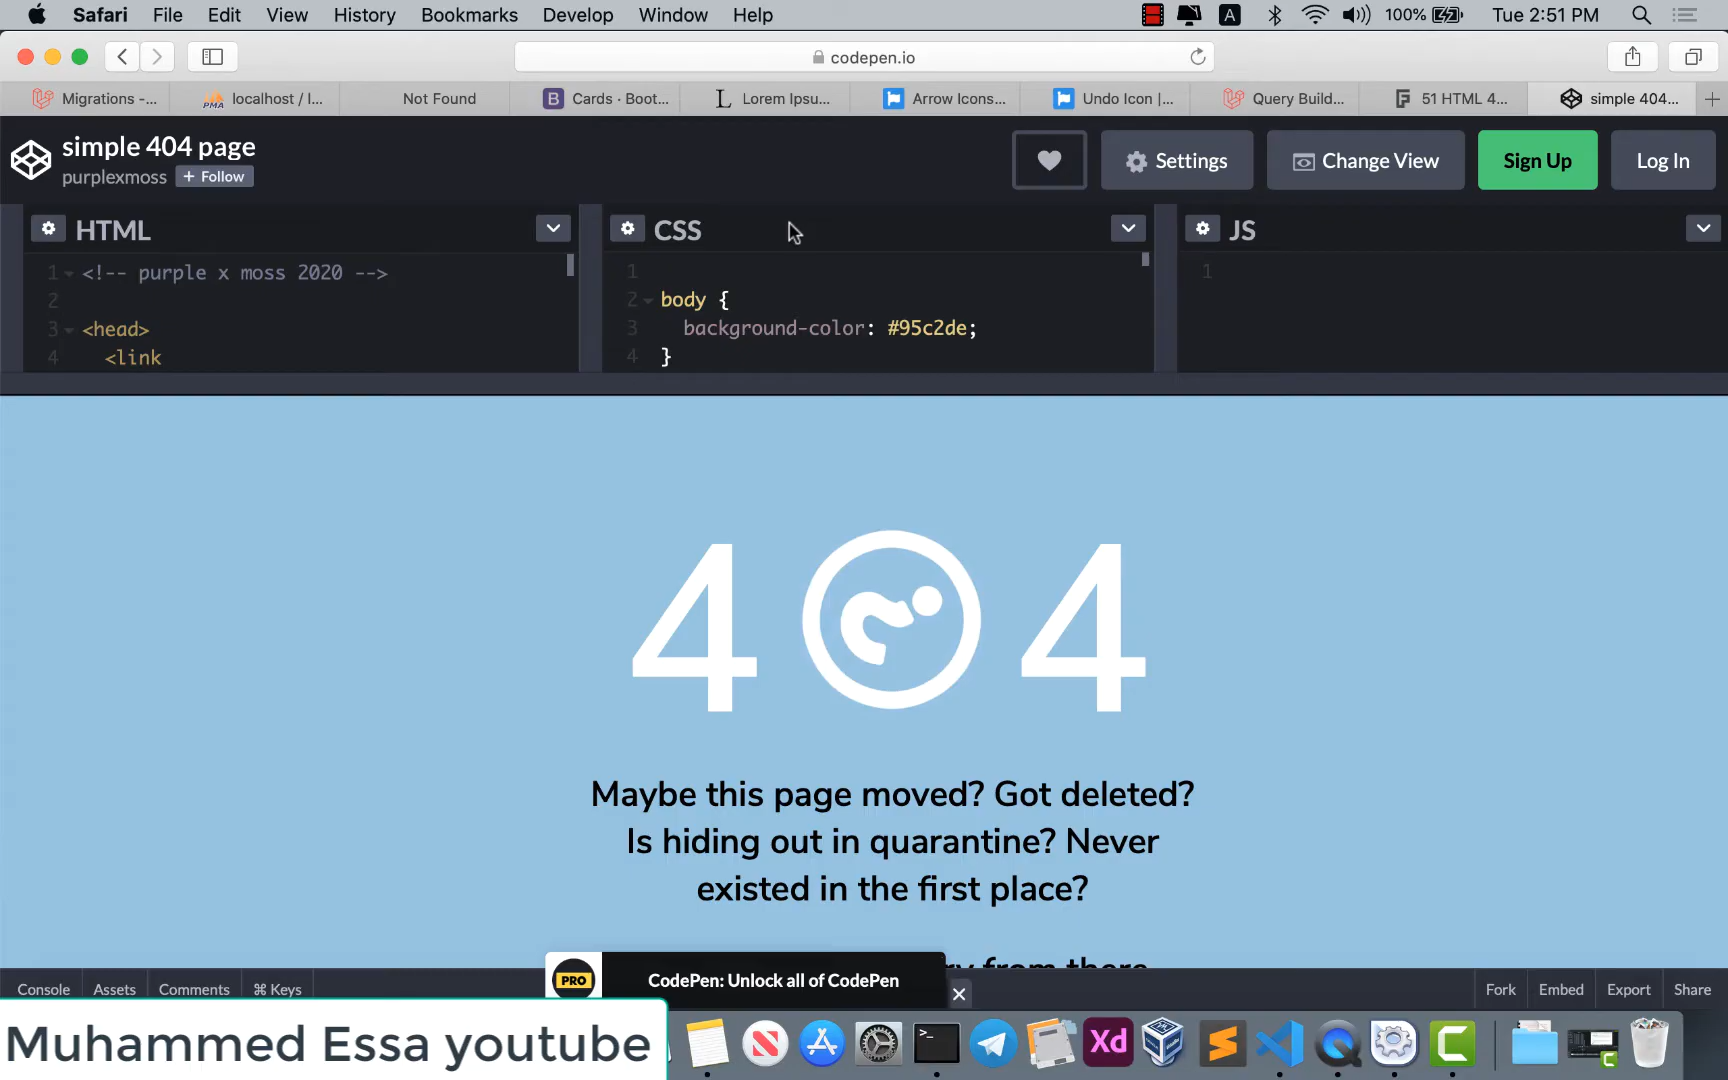 Safari File Edit View History Bookmarks Develop Window Help A 100% Tue 2:51 PM
codepen.io
Migrations -... PMA localhost / l... Not Found B Cards · Boot... L Lorem Ipsu... Arrow Icons... Undo Icon |... Query Build... 51 HTML 4... simple 404...
simple 404 page
purplexmoss + Follow
Settings Change View Sign Up Log In
HTML CSS JS
1 <!-- purple x moss 2020 -->
2
3 <head>
4 <link
1
2 body {
3 background-color: #95c2de;
4 }
1
4 4
Maybe this page moved? Got deleted?
Is hiding out in quarantine? Never
existed in the first place?
from there
PRO CodePen: Unlock all of CodePen
Console Assets Comments ⌘ Keys Fork Embed Export Share
Muhammed Essa youtube
Xd